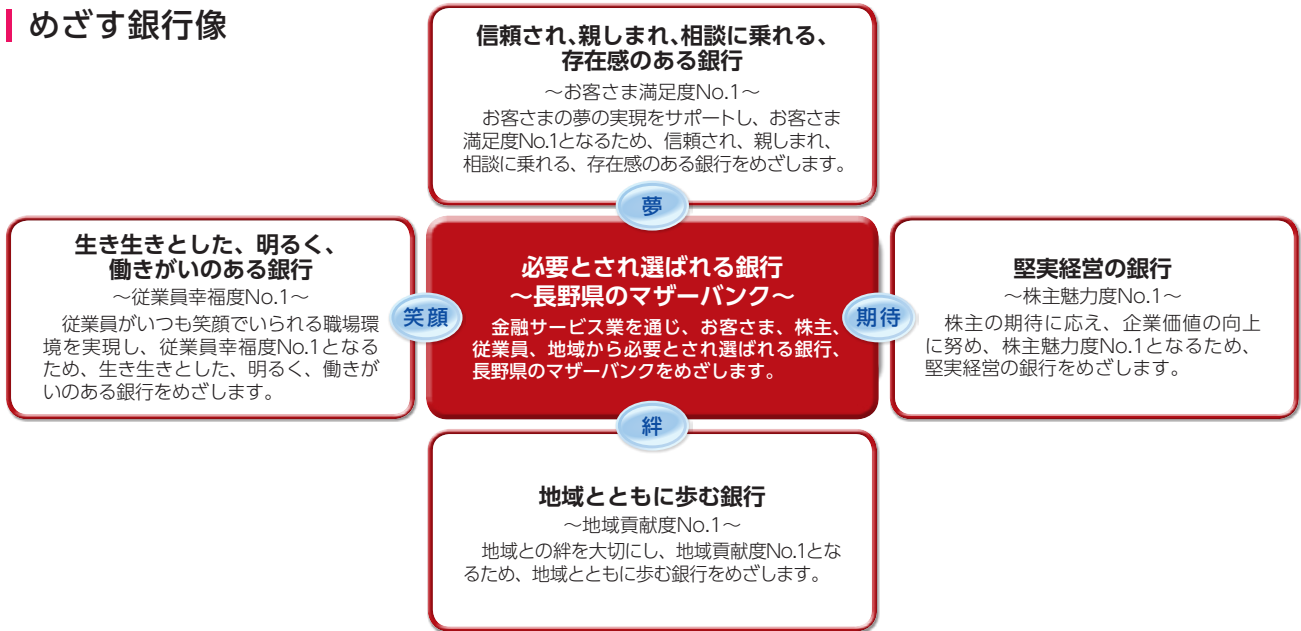 めざす銀行像
信頼され、親しまれ、相談に乗れる、
存在感のある銀行
～お客さま満足度No.1～
お客さまの夢の実現をサポートし、お客さま
満足度No.1となるため、信頼され、親しまれ、
相談に乗れる、存在感のある銀行をめざします。
夢
生き生きとした、明るく、
働きがいのある銀行
～従業員幸福度No.1～
従業員がいつも笑顔でいられる職場環
境を実現し、従業員幸福度No.1となる
ため、生き生きとした、明るく、働きが
いのある銀行をめざします。
笑顔
必要とされ選ばれる銀行
～長野県のマザーバンク～
金融サービス業を通じ、お客さま、株主、
従業員、地域から必要とされ選ばれる銀行、
長野県のマザーバンクをめざします。
期待
堅実経営の銀行
～株主魅力度No.1～
株主の期待に応え、企業価値の向上
に努め、株主魅力度No.1となるため、
堅実経営の銀行をめざします。
絆
地域とともに歩む銀行
～地域貢献度No.1～
地域との絆を大切にし、地域貢献度No.1とな
るため、地域とともに歩む銀行をめざします。